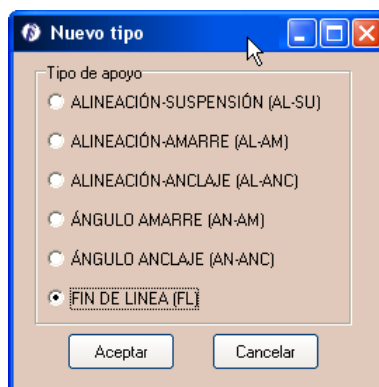 Nuevo tipo
Tipo de apoyo
ALINEACIÓN-SUSPENSIÓN (AL-SU)
ALINEACIÓN-AMARRE (AL-AM)
ALINEACIÓN-ANCLAJE (AL-ANC)
ÁNGULO AMARRE (AN-AM)
ÁNGULO ANCLAJE (AN-ANC)
FIN DE LINEA (FL)
Aceptar Cancelar